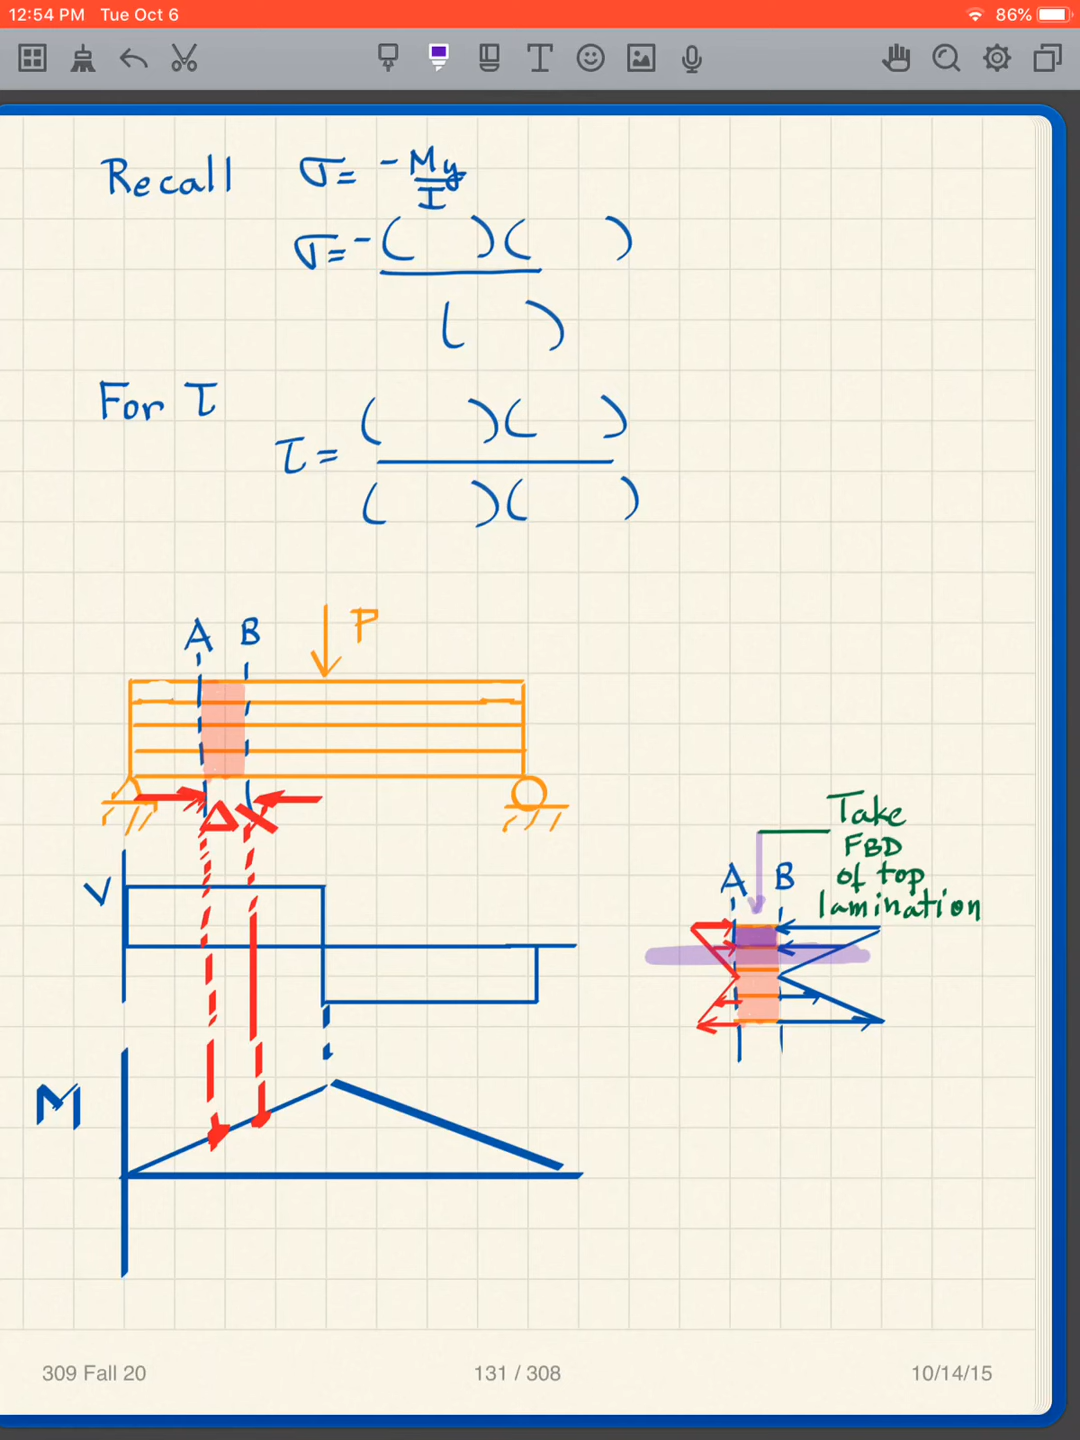 12:54 PM Tue Oct 6 86%
Recall σ = -My/I
σ = -( )( )
( )
For τ
τ = ( )( )
( )( )
A B P
ΔX
V
M
Take
FBD
of top
lamination
A B
309 Fall 20 131 / 308 10/14/15